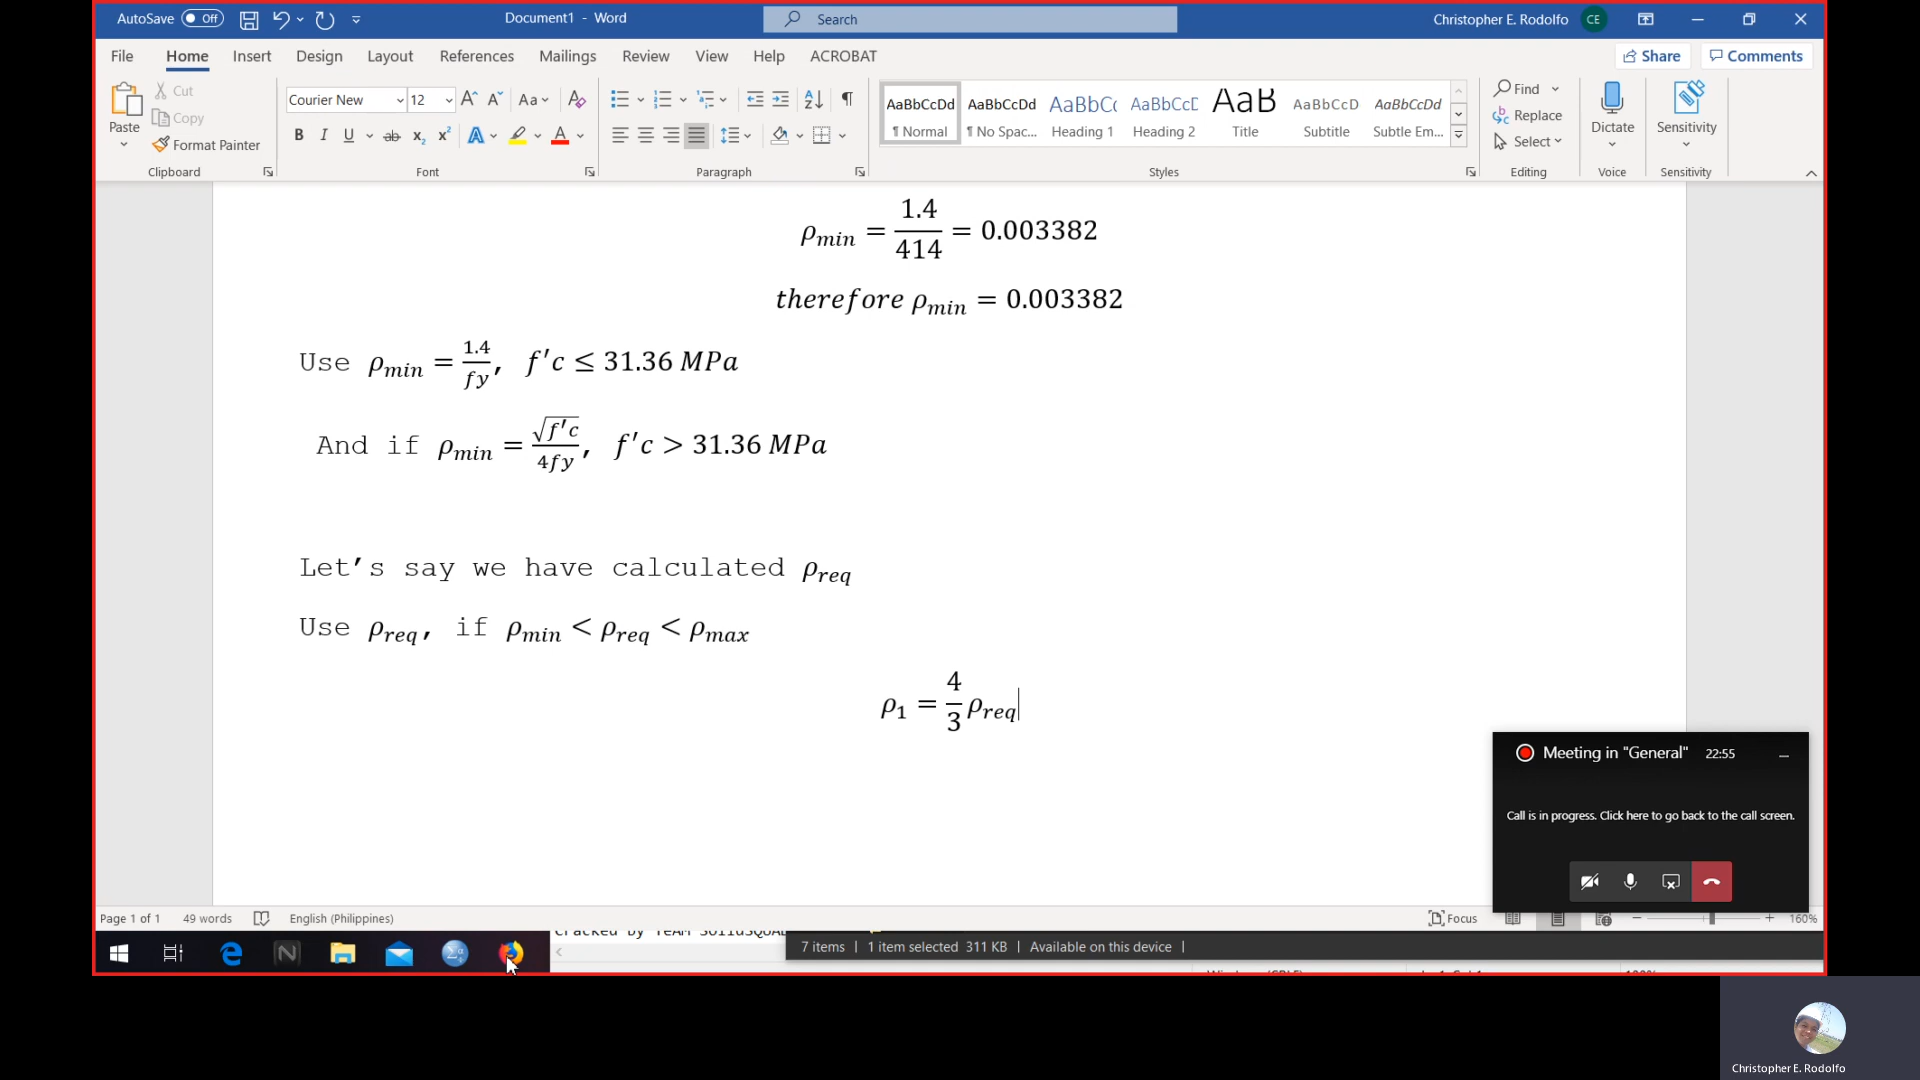 AutoSave Off Document1 - Word Search Christopher E. Rodolfo CE
File Home Insert Design Layout References Mailings Review View Help ACROBAT Share Comments
Paste Cut Copy Format Painter
Clipboard
Courier New 12
Font
Paragraph
AaBbCcDd ¶ Normal
AaBbCcDd ¶ No Spac...
AaBbCc Heading 1
AaBbCcC Heading 2
AaB Title
AaBbCcD Subtitle
AaBbCcDd Subtle Em...
Styles
Find
Replace
Select
Editing
Dictate
Voice
Sensitivity
Sensitivity
ρmin = 1.4/414 = 0.003382
therefore ρmin = 0.003382
Use ρmin = 1.4/fy, f'c ≤ 31.36 MPa
And if ρmin = √f'c/4fy, f'c > 31.36 MPa
Let's say we have calculated ρreq
Use ρreq, if ρmin < ρreq < ρmax
ρ1 = 4/3 ρreq
Meeting in "General" 22:55
Call is in progress. Click here to go back to the call screen.
Page 1 of 1 49 words English (Philippines) Focus 160%
7 items 1 item selected 311 KB Available on this device
Christopher E. Rodolfo